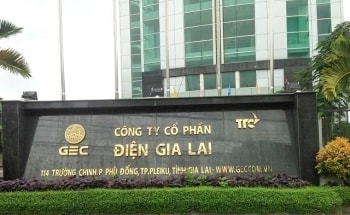 CÔNG TY CỔ PHẦN
GEC ĐIỆN GIA LAI TTC
114 TRƯỜNG CHINH, P. PHÙ ĐỔNG, TP.PLEIKU, TỈNH GIA LAI - WWW.GECCOM.VN